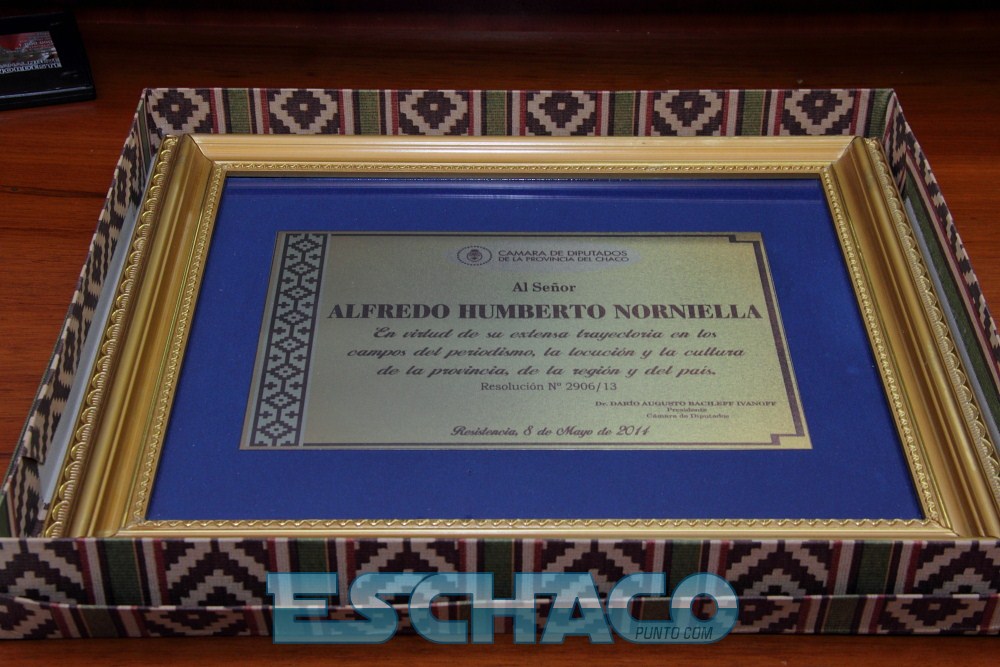 CAMARA DE DIPUTADOS
DE LA PROVINCIA DEL CHACO
Al Señor
ALFREDO HUMBERTO NORNIELLA
En virtud de su extensa trayectoria en los
campos del periodismo, la locución y la cultura
de la provincia, de la región y del país.
Resolución Nº 2906/13
Dr. DARÍO AUGUSTO BACILEFF IVANOFF
Presidente
Cámara de Diputados
Resistencia, 8 de Mayo de 2014
ESCHACO
PUNTO COM